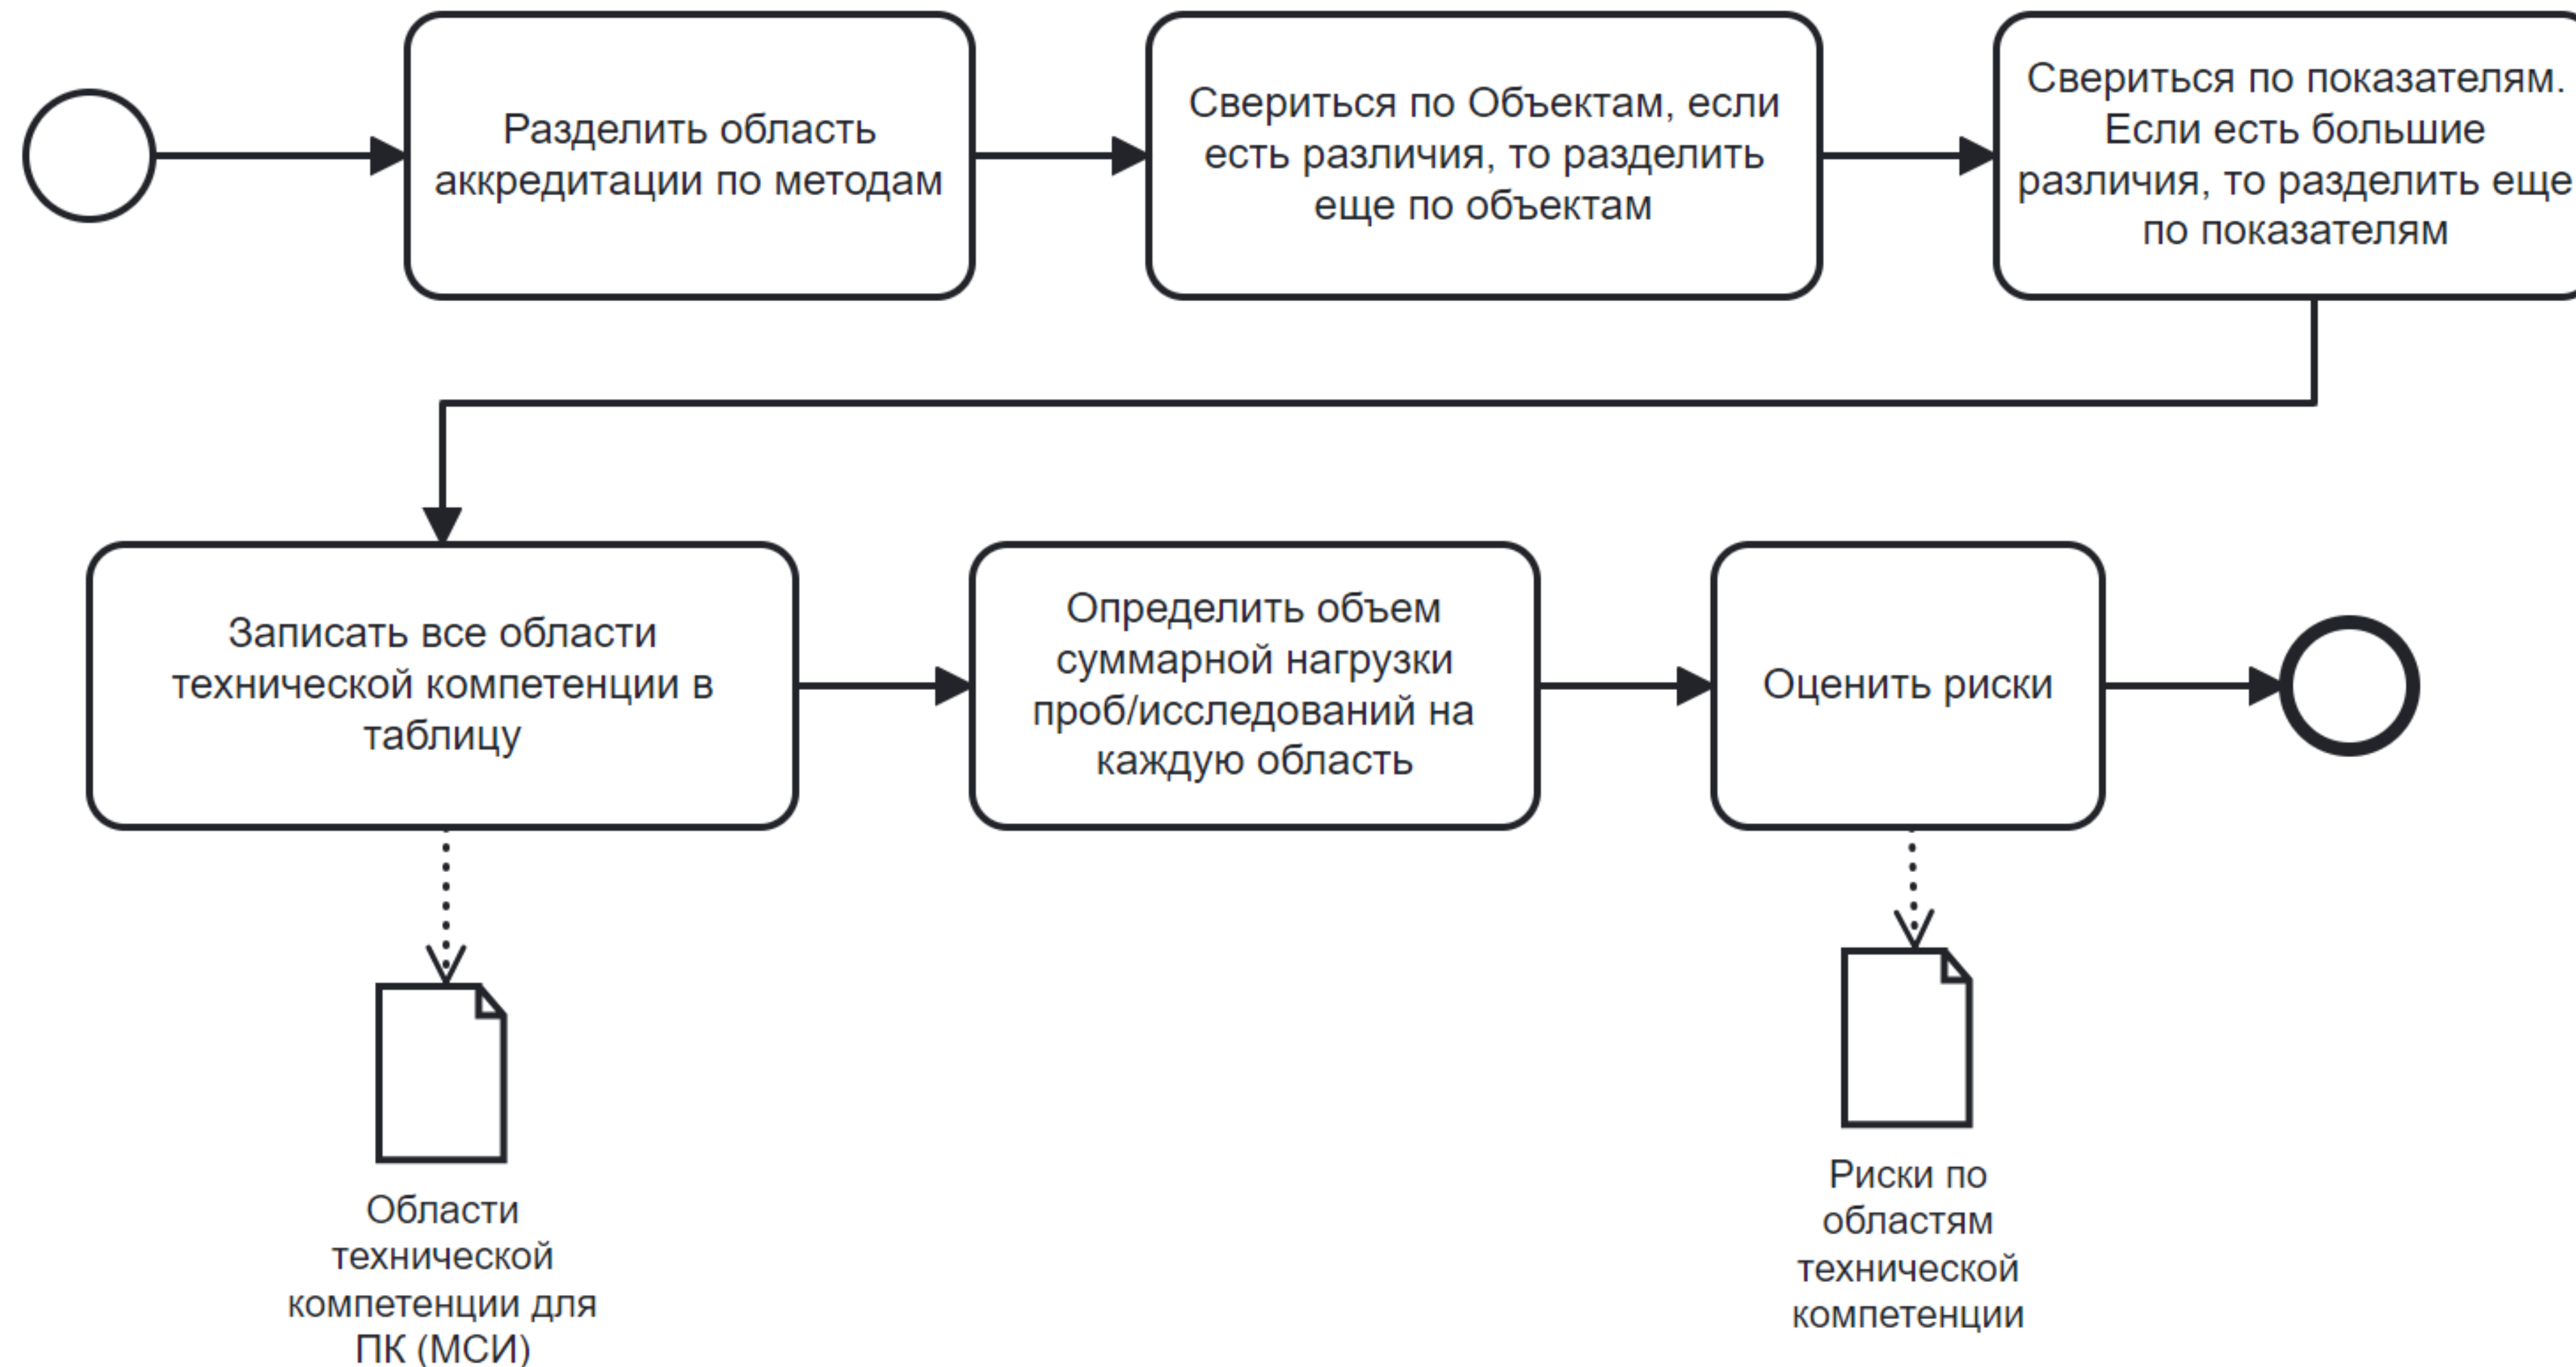 Разделить область
аккредитации по методам
Свериться по Объектам, если
есть различия, то разделить
еще по объектам
Свериться по показателям.
Если есть большие
различия, то разделить еще
по показателям
Записать все области
технической компетенции в
таблицу
Определить объем
суммарной нагрузки
проб/исследований на
каждую область
Оценить риски
Области
технической
компетенции для
ПК (МСИ)
Риски по
областям
технической
компетенции